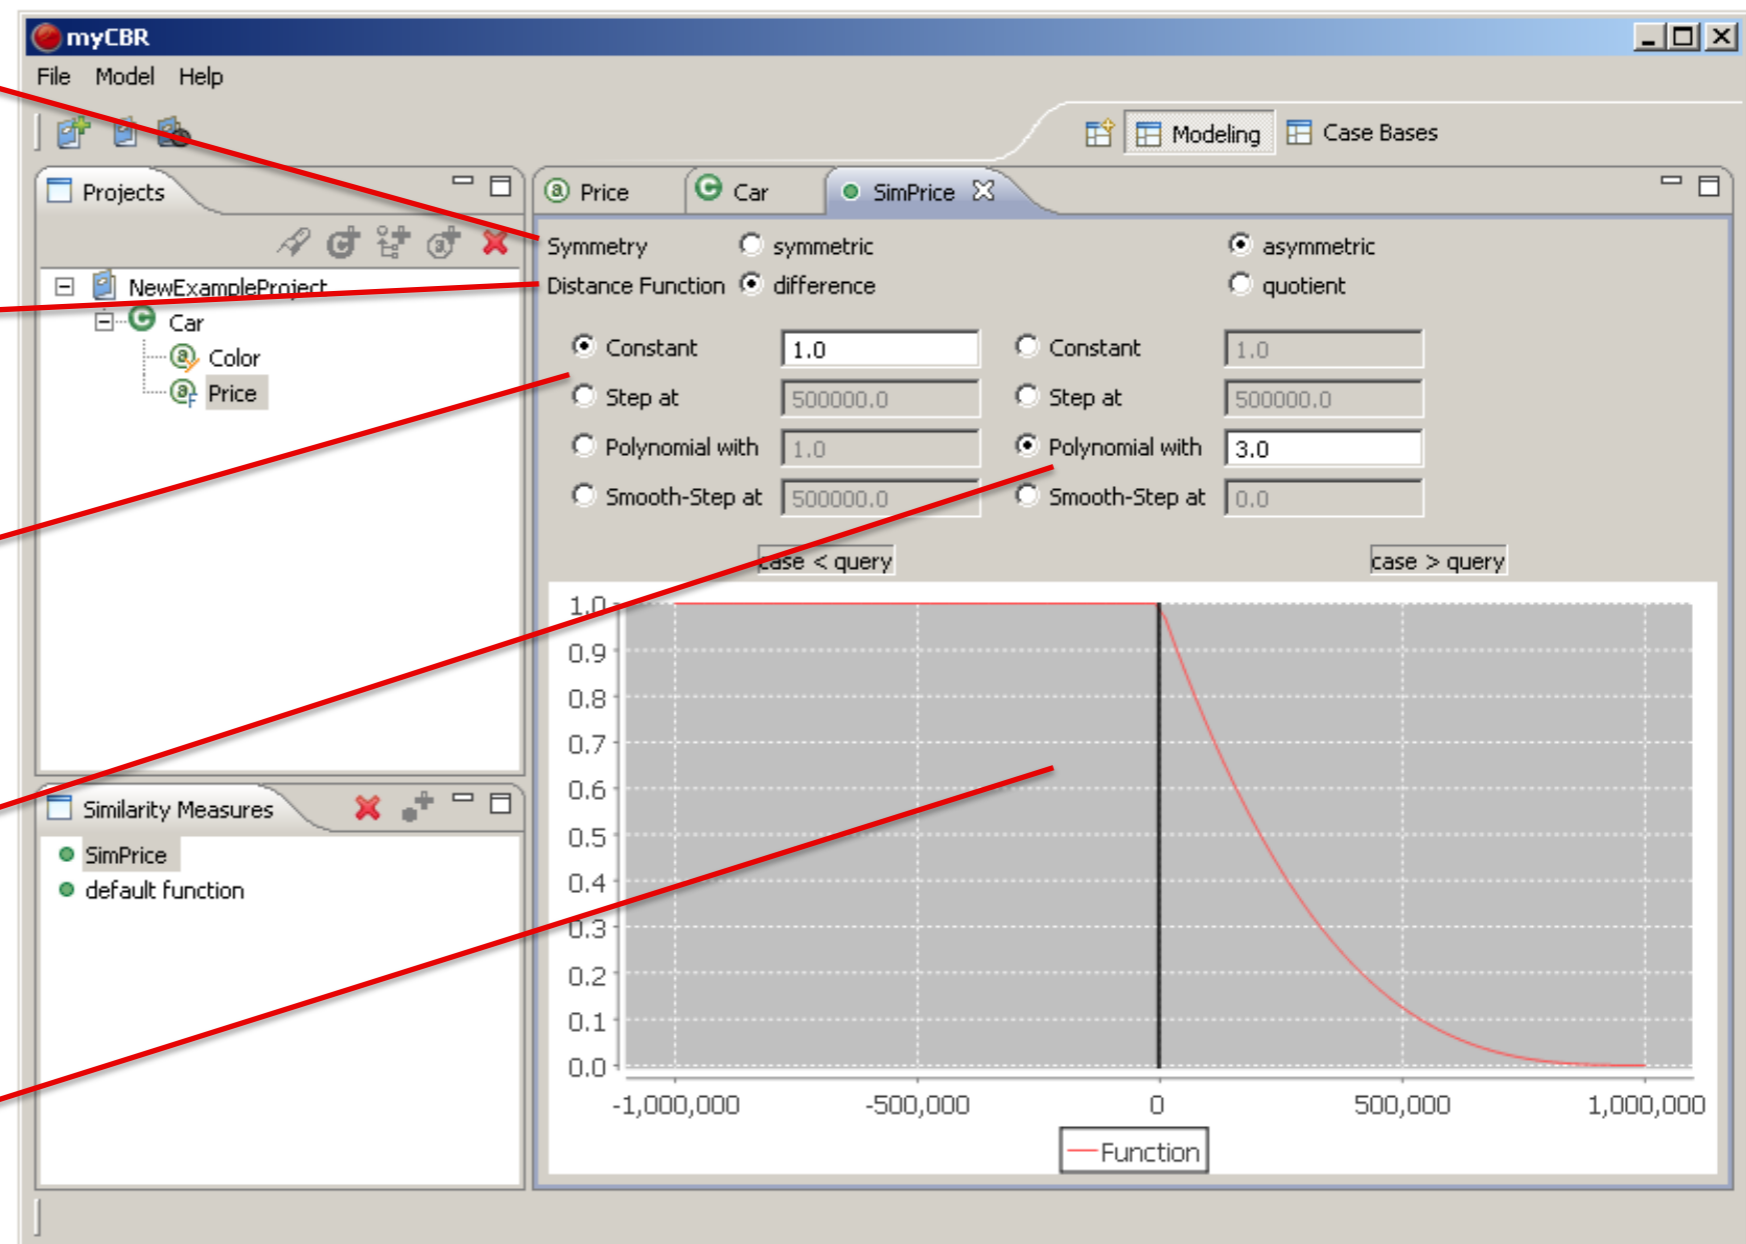 myCBR
File Model Help
Modeling Case Bases
Projects
NewExampleProject
Car
Color
Price
Similarity Measures
SimPrice
default function
Price Car SimPrice
Symmetry symmetric asymmetric
Distance Function difference quotient
Constant 1.0 Constant 1.0
Step at 500000.0 Step at 500000.0
Polynomial with 1.0 Polynomial with 3.0
Smooth-Step at 500000.0 Smooth-Step at 0.0
case < query case > query
1.0
0.9
0.8
0.7
0.6
0.5
0.4
0.3
0.2
0.1
0.0
-1,000,000 -500,000 0 500,000 1,000,000
Function